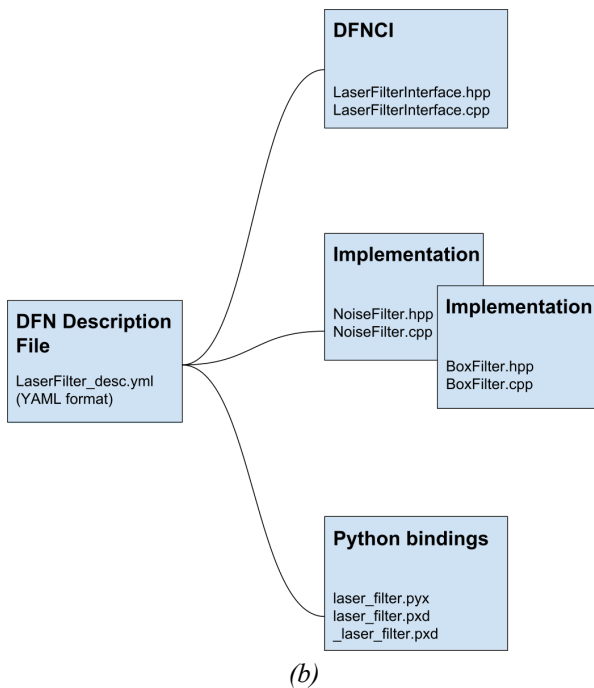 DFNCI
LaserFilterInterface.hpp
LaserFilterInterface.cpp
Implementation
NoiseFilter.hpp
NoiseFilter.cpp
Implementation
BoxFilter.hpp
BoxFilter.cpp
DFN Description
File
LaserFilter_desc.yml
(YAML format)
Python bindings
laser_filter.pyx
laser_filter.pxd
_laser_filter.pxd
(b)